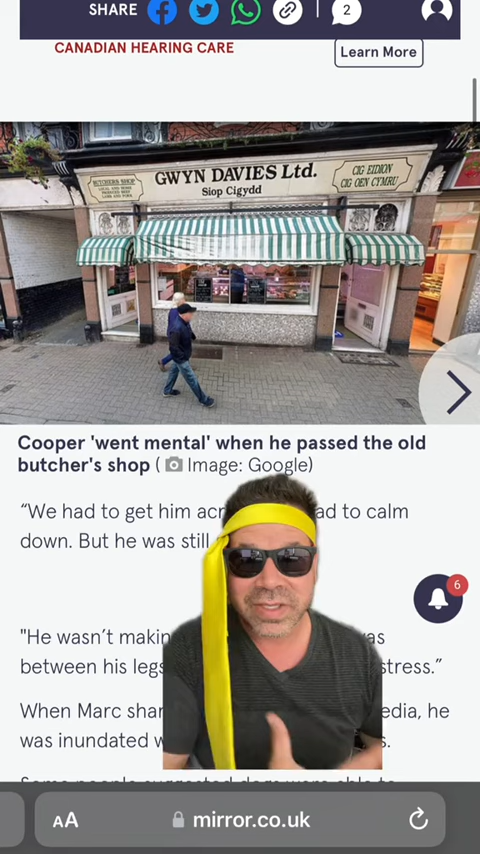 SHARE
2
CANADIAN HEARING CARE
Learn More
BUTCHERS SHOP
GWYN DAVIES Ltd.
Siop Cigydd
CIG EIDION
CIG OEN CYMRU
Cooper 'went mental' when he passed the old
butcher's shop ( Image: Google)
“We had to get him ad to calm
down. But he was still
6
"He wasn’t as
between his legs stress.”
When Marc edia, he
was inundated
AA mirror.co.uk